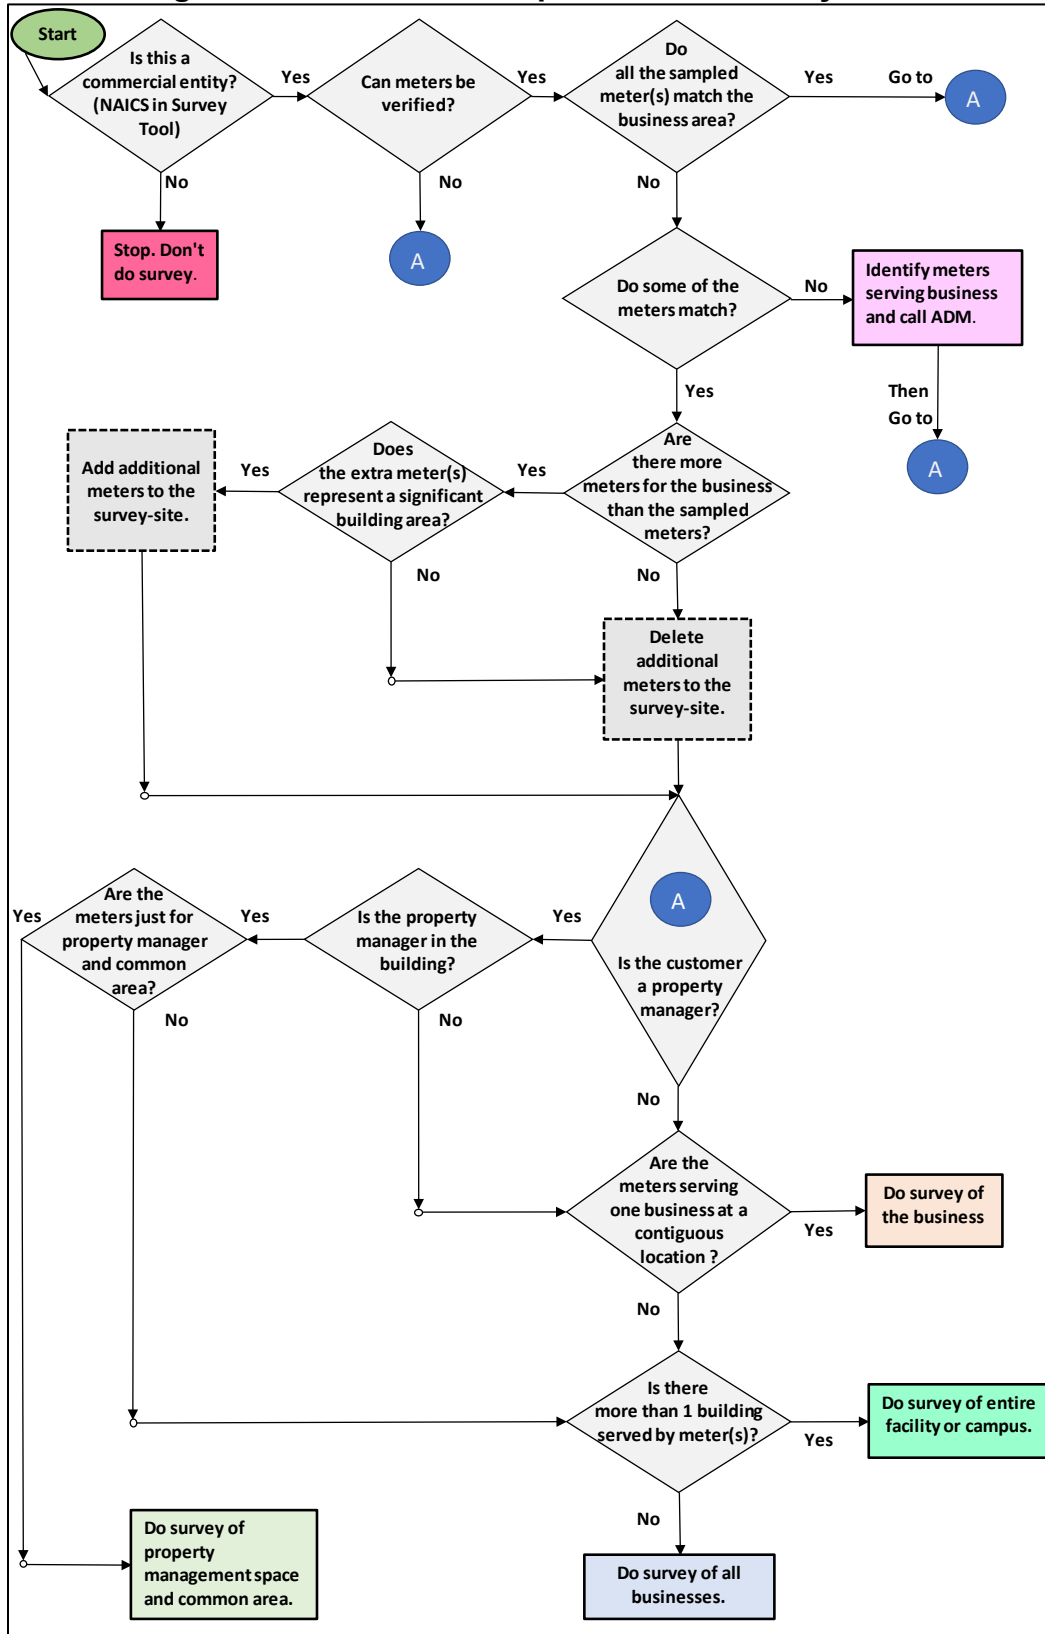 Start
Is this a
commercial entity?
(NAICS in Survey
Tool)
Yes
Can meters be
verified?
Yes
Do
all the sampled
meter(s) match the
business area?
Yes
Go to
A
No
No
No
Stop. Don't
do survey.
A
Do some of the
meters match?
No
Identify meters
serving business
and call ADM.
Yes
Then
Go to
A
Add additional
meters to the
survey-site.
Yes
Does
the extra meter(s)
represent a significant
building area?
Yes
Are
there more
meters for the business
than the sampled
meters?
No
No
Delete
additional
meters to the
survey-site.
Yes
Are the
meters just for
property manager
and common
area?
Yes
Is the property
manager in the
building?
Yes
A
Is the customer
a property
manager?
No
No
No
Are the
meters serving
one business at a
contiguous
location ?
Yes
Do survey of
the business
No
Is there
more than 1 building
served by meter(s)?
Yes
Do survey of entire
facility or campus.
No
Do survey of
property
management space
and common area.
Do survey of all
businesses.